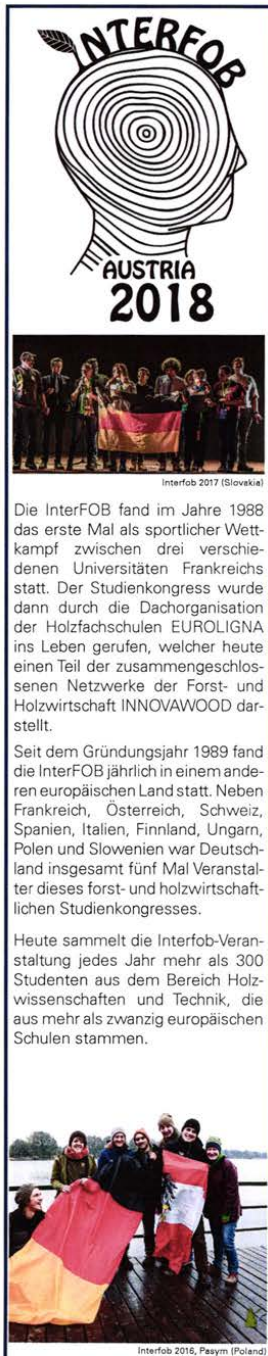 INTERFOB
AUSTRIA
2018
Interfob 2017 (Slovakia)
Die InterFOB fand im Jahre 1988
das erste Mal als sportlicher Wett-
kampf zwischen drei verschie-
denen Universitäten Frankreichs
statt. Der Studienkongress wurde
dann durch die Dachorganisation
der Holzfachschulen EUROLIGNA
ins Leben gerufen, welcher heute
einen Teil der zusammengeschlos-
senen Netzwerke der Forst- und
Holzwirtschaft INNOVAWOOD dar-
stellt.
Seit dem Gründungsjahr 1989 fand
die InterFOB jährlich in einem ande-
ren europäischen Land statt. Neben
Frankreich, Österreich, Schweiz,
Spanien, Italien, Finnland, Ungarn,
Polen und Slowenien war Deutsch-
land insgesamt fünf Mal Veranstal-
ter dieses forst- und holzwirtschaft-
lichen Studienkongresses.
Heute sammelt die Interfob-Veran-
staltung jedes Jahr mehr als 300
Studenten aus dem Bereich Holz-
wissenschaften und Technik, die
aus mehr als zwanzig europäischen
Schulen stammen.
Interfob 2016, Pasym (Poland)